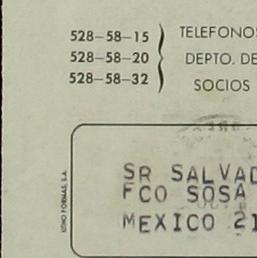 528-58-15 TELEFONOS
528-58-20 DEPTO. DE
528-58-32 SOCIOS
SR SALVAD
FCO SOSA
MEXICO 21
LITHO FORMAS, S.A.